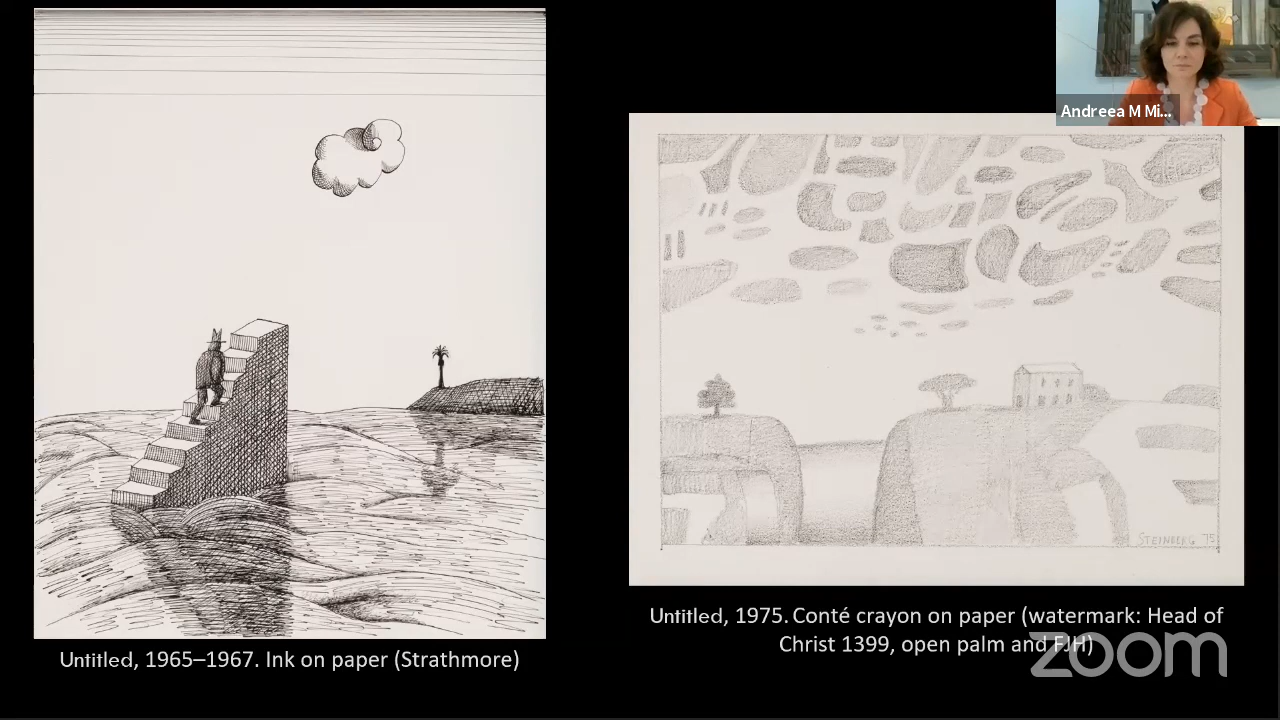 Andreea M Mi...
STEINBERG 75
Untitled, 1965–1967. Ink on paper (Strathmore)
Untitled, 1975. Conté crayon on paper (watermark: Head of
Christ 1399, open palm and FJH)
zoom